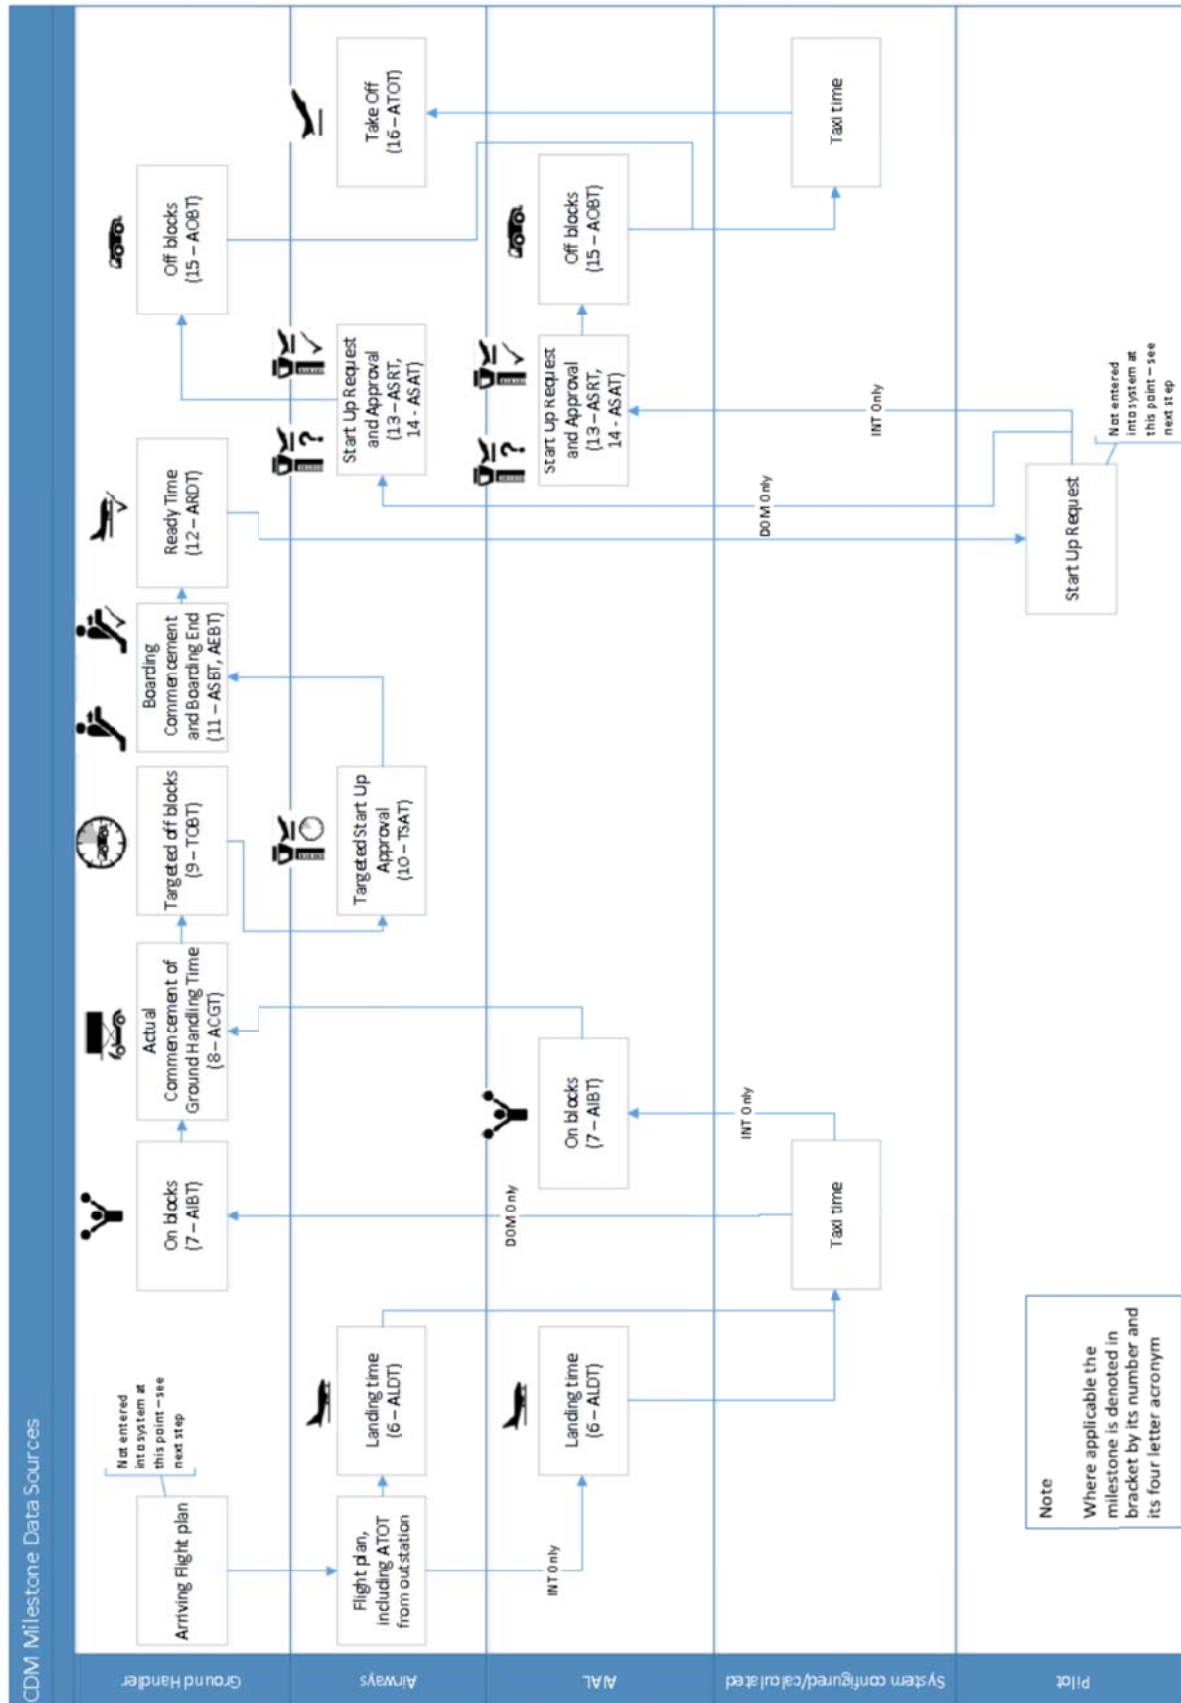 CDM Milestone Data Sources
Ground Handler
Arriving Flight plan
Not entered
into system at
this point – see
next step
On blocks
(7 – AIBT)
Actual
Commencement of
Ground Handling Time
(8 – ACGT)
Targeted off blocks
(9 – TOBT)
Boarding
Commencement
and Boarding End
(11 – ASBT, AEBT)
Ready Time
(12 – ARDT)
Off blocks
(15 – AOBT)
Airways
Flight plan,
including ATOT
from outstation
Landing time
(6 – ALDT)
Targeted Start Up
Approval
(10 – TSAT)
?
Start Up Request
and Approval
(13 – ASRT,
14 - ASAT)
Take Off
(16 – ATOT)
AIAL
INT Only
Landing time
(6 – ALDT)
DOM Only
On blocks
(7 – AIBT)
?
Start Up Request
and Approval
(13 – ASRT,
14 - ASAT)
Off blocks
(15 – AOBT)
System configured/calculated
Taxi time
INT Only
DOM Only
INT Only
Taxi time
Pilot
Start Up Request
Not entered
into system at
this point – see
next step
Note
Where applicable the
milestone is denoted in
bracket by its number and
its four letter acronym